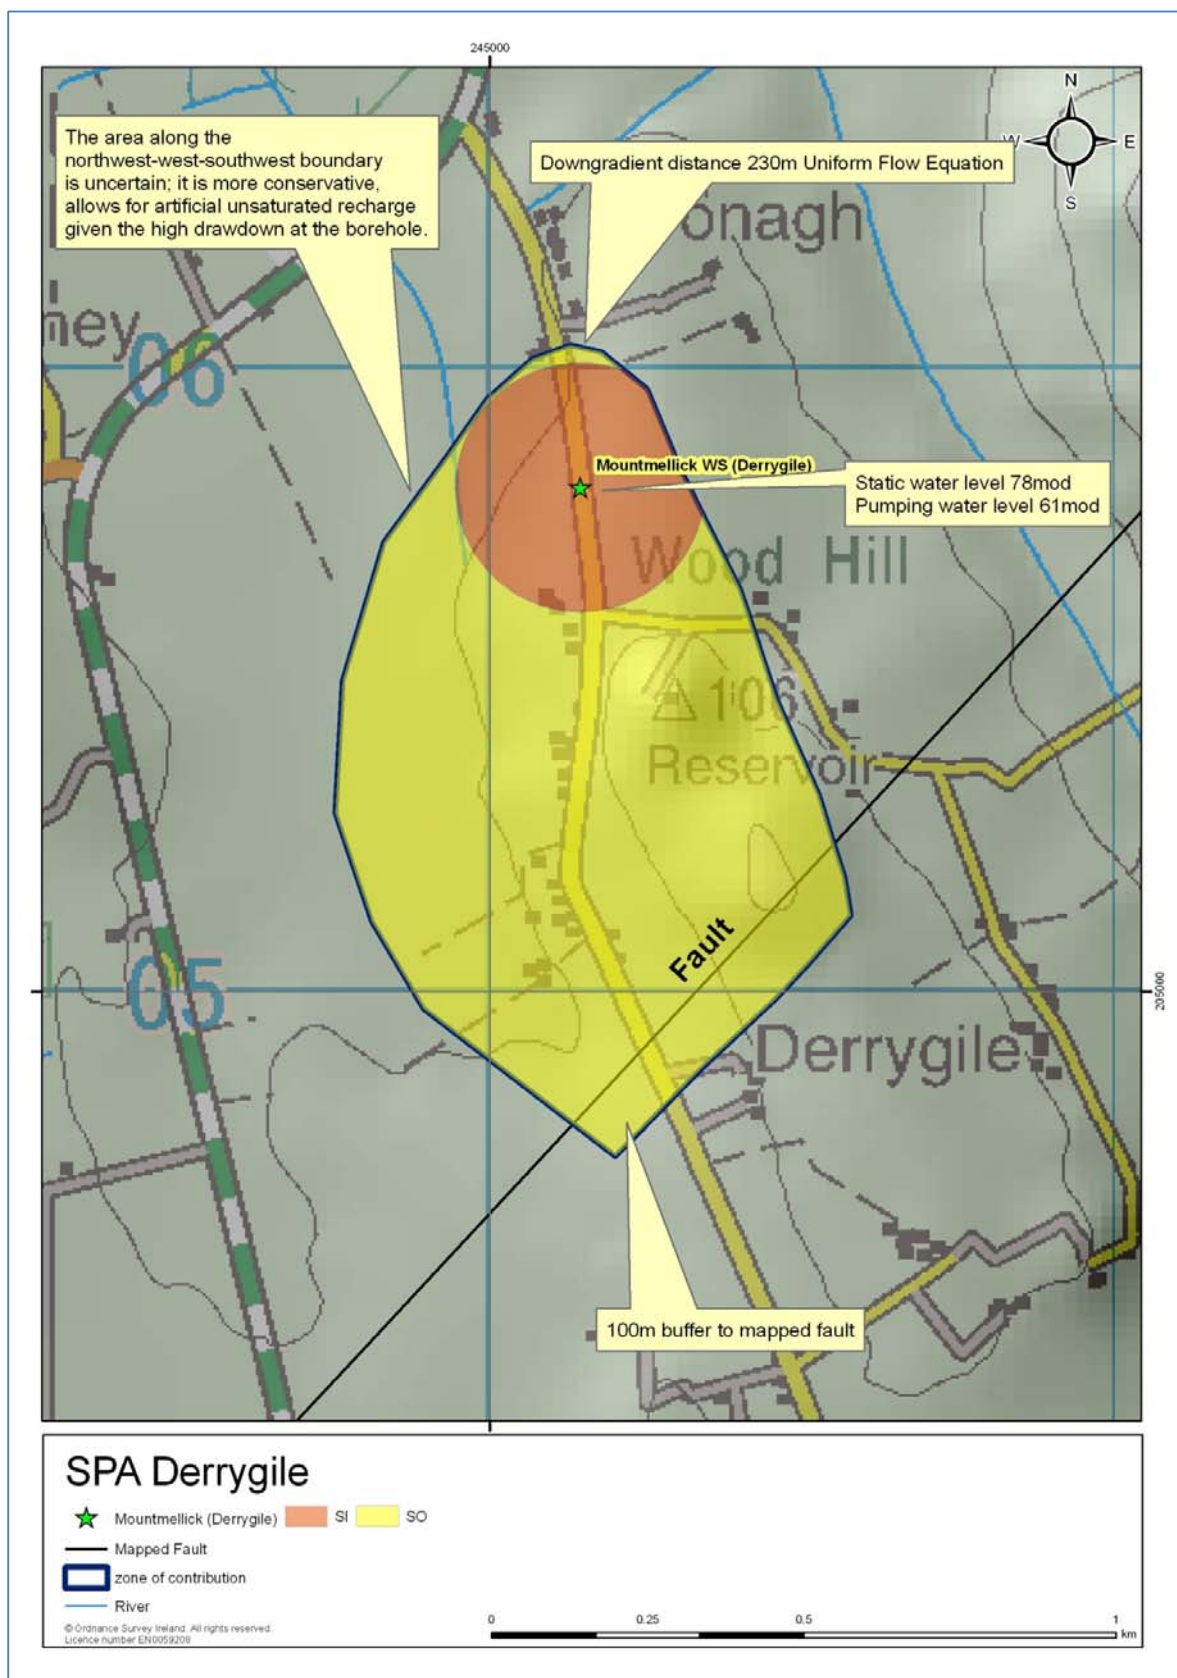 245000
N
W
E
S
The area along the
northwest-west-southwest boundary
is uncertain; it is more conservative,
allows for artificial unsaturated recharge
given the high drawdown at the borehole.
Downgradient distance 230m Uniform Flow Equation
onagh
ney
06
Mountmellick WS (Derrygile)
Static water level 78mod
Pumping water level 61mod
Wood Hill
106
Reservoir
Fault
05
205000
Derrygile
100m buffer to mapped fault
SPA Derrygile
Mountmellick (Derrygile) SI SO
Mapped Fault
zone of contribution
River
© Ordnance Survey Ireland. All rights reserved.
Licence number EN0059208
0 0.25 0.5 1
km